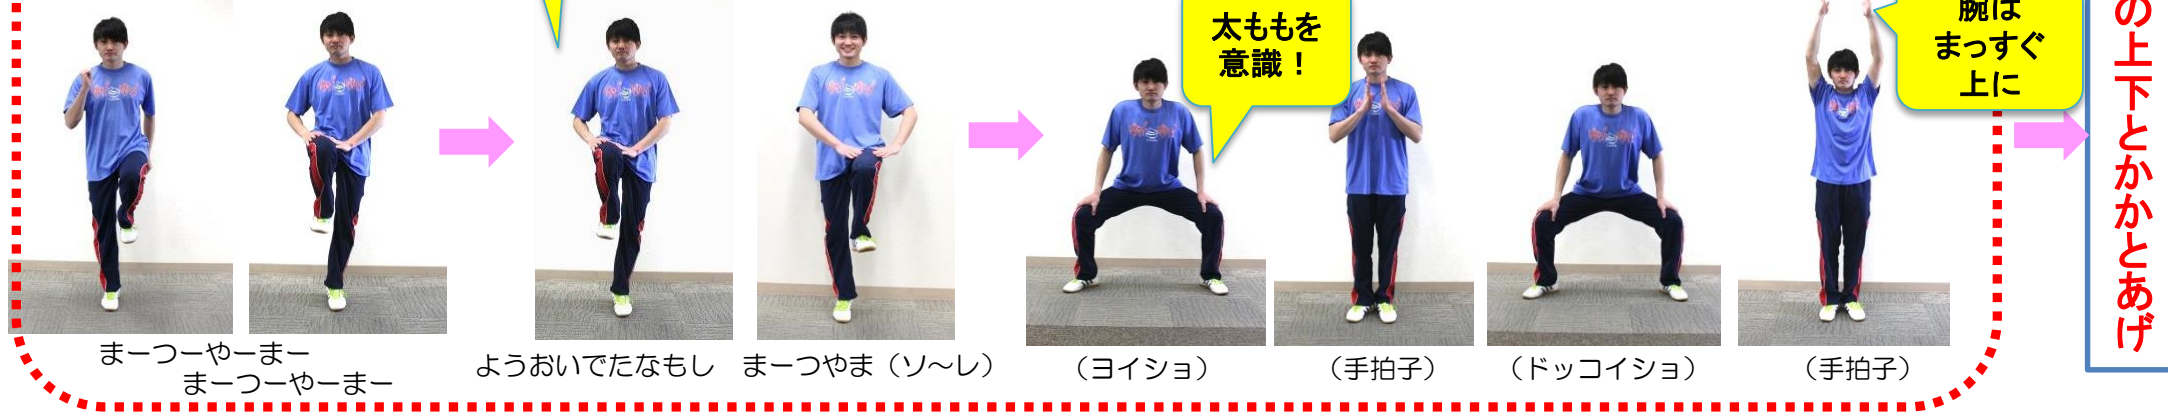 太ももを
意識！
腕は
まっすぐ
上に
の上下とかかとあげ
まーつーやーまー
まーつーやーまー
ようおいでたなもし
まーつやま（ソ～レ）
（ヨイショ）
（手拍子）
（ドッコイショ）
（手拍子）